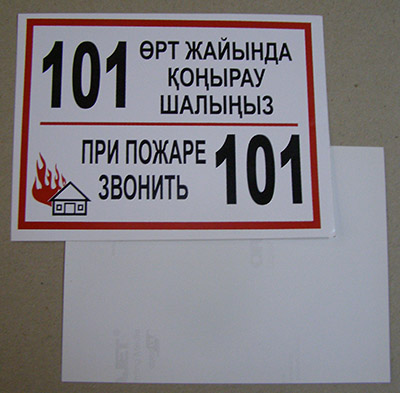 101 ӨРТ ЖАЙЫНДА
ҚОҢЫРАУ
ШАЛЫҢЫЗ
ПРИ ПОЖАРЕ 101
ЗВОНИТЬ